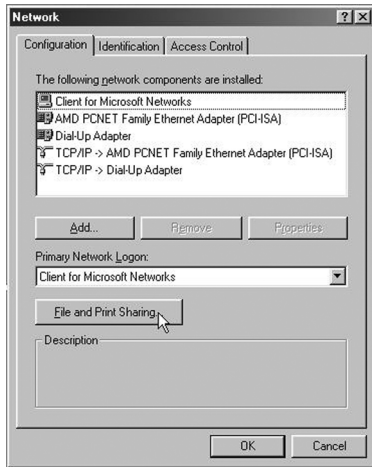 Network
Configuration Identification Access Control
The following network components are installed:
Client for Microsoft Networks
AMD PCNET Family Ethernet Adapter (PCI-ISA)
Dial-Up Adapter
TCP/IP -> AMD PCNET Family Ethernet Adapter (PCI-ISA)
TCP/IP -> Dial-Up Adapter
Add... Remove Properties
Primary Network Logon:
Client for Microsoft Networks
File and Print Sharing...
Description
OK Cancel